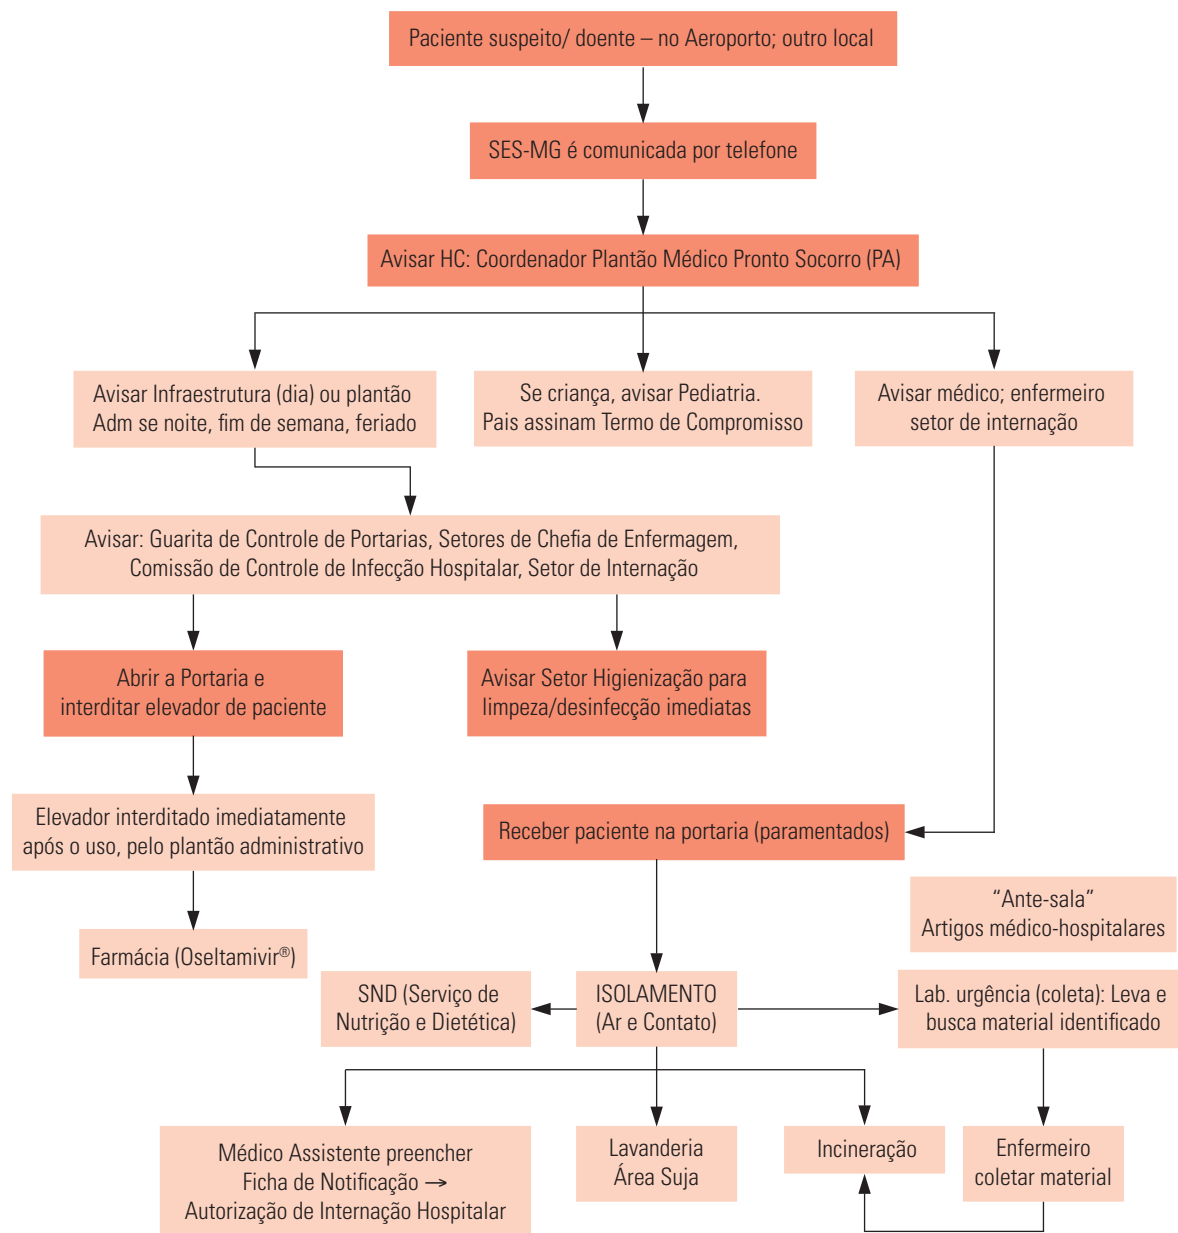 Paciente suspeito/ doente – no Aeroporto; outro local
SES-MG é comunicada por telefone
Avisar HC: Coordenador Plantão Médico Pronto Socorro (PA)
Avisar Infraestrutura (dia) ou plantão
Adm se noite, fim de semana, feriado
Se criança, avisar Pediatria.
Pais assinam Termo de Compromisso
Avisar médico; enfermeiro
setor de internação
Avisar: Guarita de Controle de Portarias, Setores de Chefia de Enfermagem,
Comissão de Controle de Infecção Hospitalar, Setor de Internação
Abrir a Portaria e
interditar elevador de paciente
Avisar Setor Higienização para
limpeza/desinfecção imediatas
Elevador interditado imediatamente
após o uso, pelo plantão administrativo
Receber paciente na portaria (paramentados)
“Ante-sala”
Artigos médico-hospitalares
Farmácia (Oseltamivir®)
SND (Serviço de
Nutrição e Dietética)
ISOLAMENTO
(Ar e Contato)
Lab. urgência (coleta): Leva e
busca material identificado
Médico Assistente preencher
Ficha de Notificação →
Autorização de Internação Hospitalar
Lavanderia
Área Suja
Incineração
Enfermeiro
coletar material